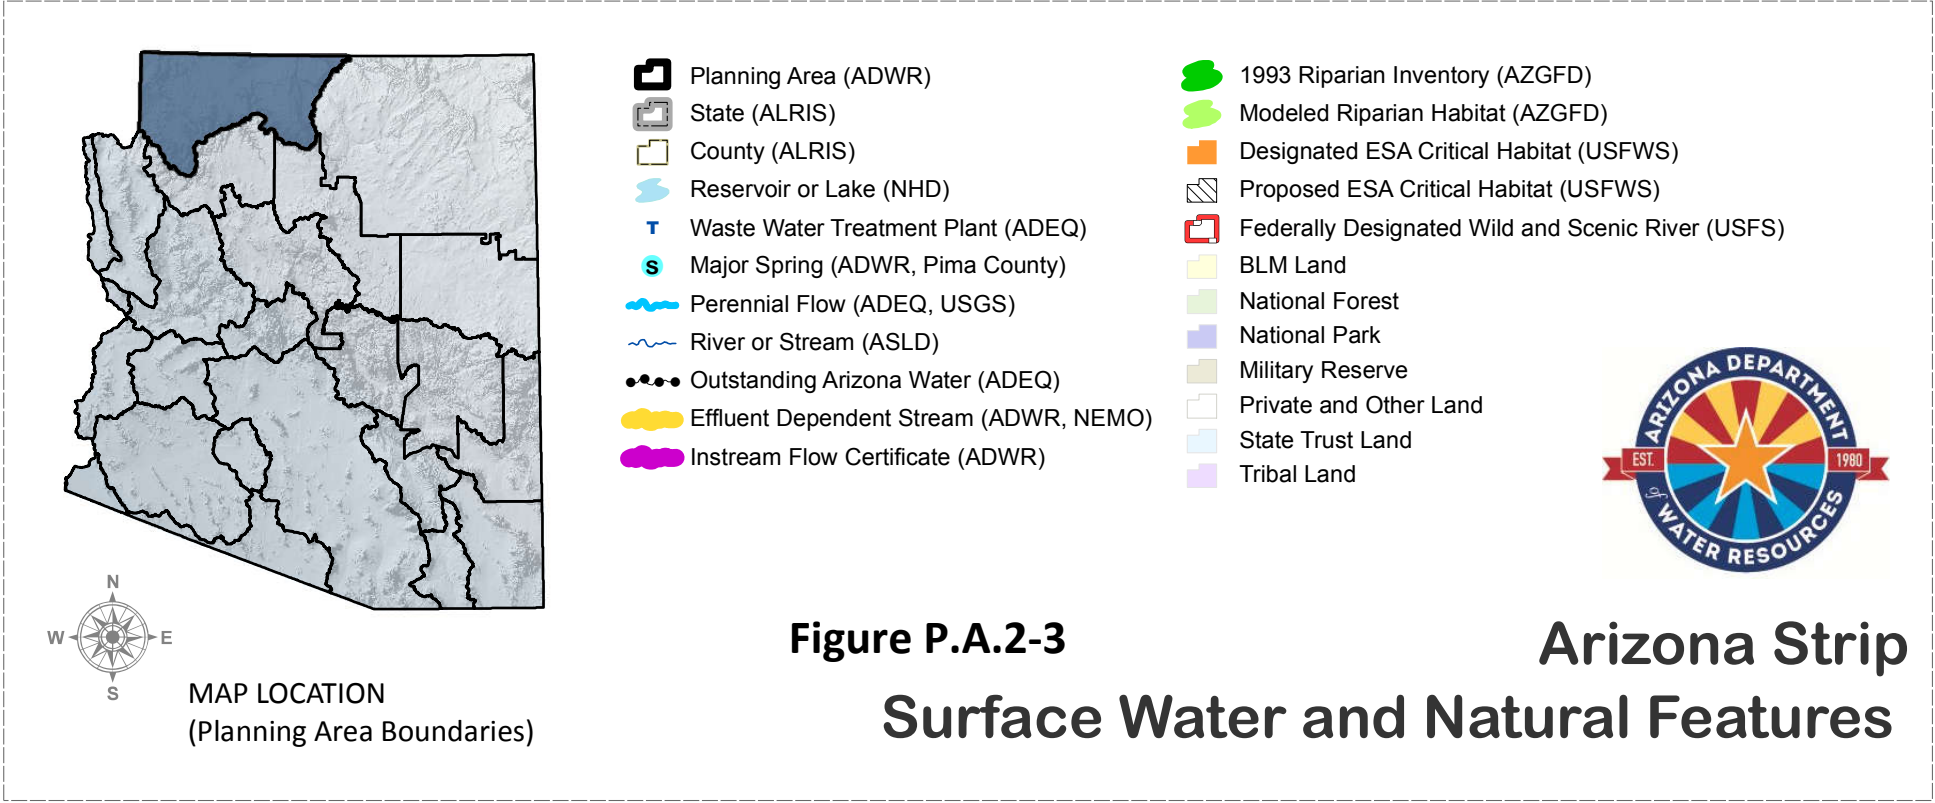 Planning Area (ADWR)
State (ALRIS)
County (ALRIS)
Reservoir or Lake (NHD)
T Waste Water Treatment Plant (ADEQ)
S Major Spring (ADWR, Pima County)
Perennial Flow (ADEQ, USGS)
River or Stream (ASLD)
Outstanding Arizona Water (ADEQ)
Effluent Dependent Stream (ADWR, NEMO)
Instream Flow Certificate (ADWR)
1993 Riparian Inventory (AZGFD)
Modeled Riparian Habitat (AZGFD)
Designated ESA Critical Habitat (USFWS)
Proposed ESA Critical Habitat (USFWS)
Federally Designated Wild and Scenic River (USFS)
BLM Land
National Forest
National Park
Military Reserve
Private and Other Land
State Trust Land
Tribal Land
ARIZONA DEPARTMENT
EST. 1980
of WATER RESOURCES
N
W E
S
MAP LOCATION
(Planning Area Boundaries)
Figure P.A.2-3
Arizona Strip
Surface Water and Natural Features